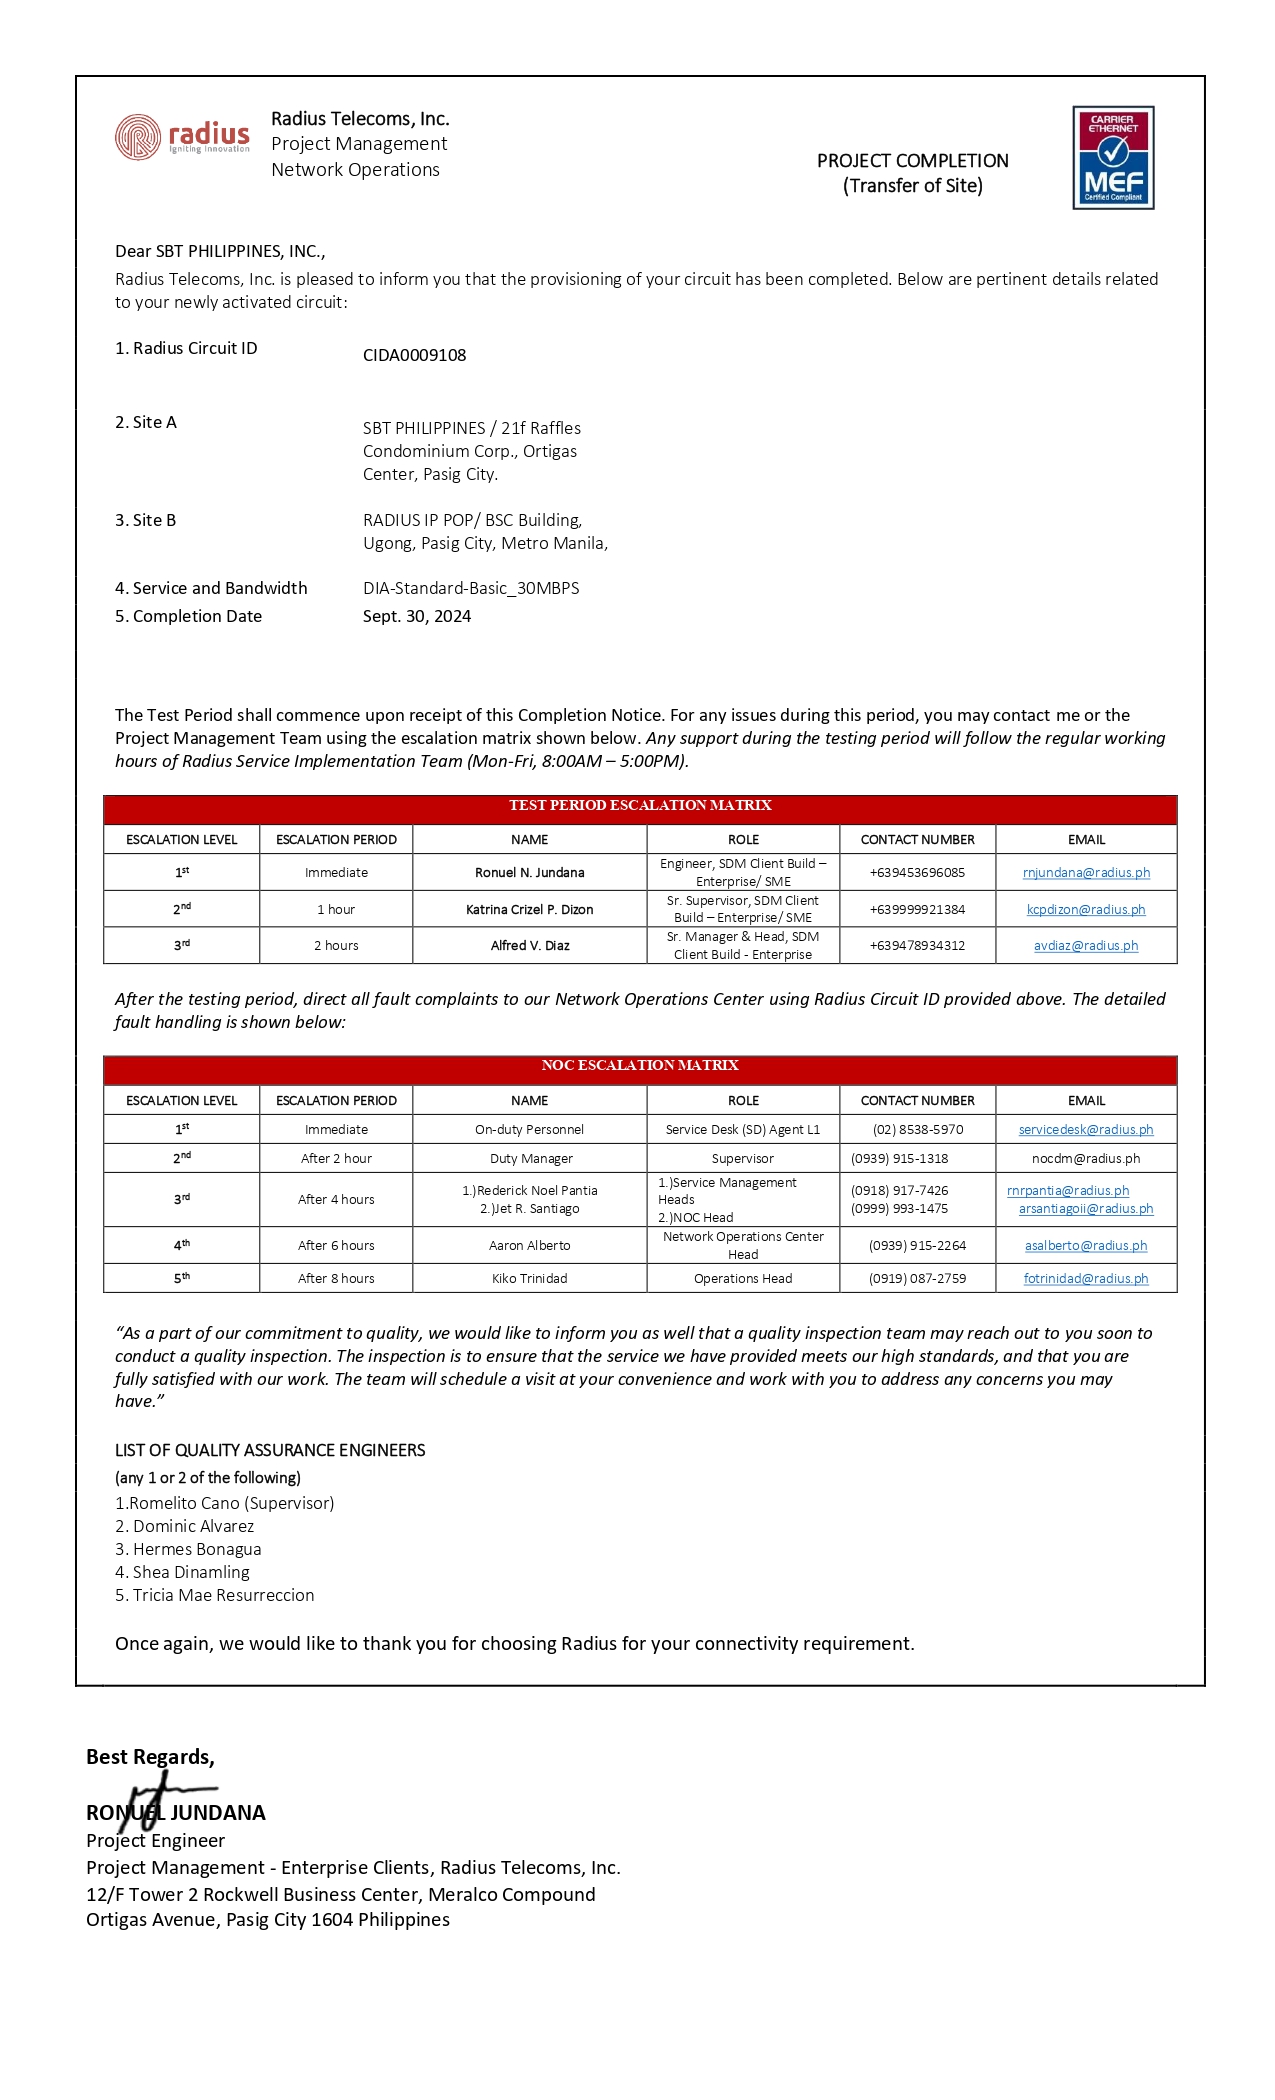 radius
Igniting Innovation
Radius Telecoms, Inc.
Project Management
Network Operations
PROJECT COMPLETION
(Transfer of Site)
CARRIER
ETHERNET
MEF
Certified Compliant
Dear SBT PHILIPPINES, INC.,
Radius Telecoms, Inc. is pleased to inform you that the provisioning of your circuit has been completed. Below are pertinent details related
to your newly activated circuit:
1. Radius Circuit ID
CIDA0009108
2. Site A
SBT PHILIPPINES / 21f Raffles
Condominium Corp., Ortigas
Center, Pasig City.
3. Site B
RADIUS IP POP/ BSC Building,
Ugong, Pasig City, Metro Manila,
4. Service and Bandwidth DIA-Standard-Basic_30MBPS
5. Completion Date Sept. 30, 2024
The Test Period shall commence upon receipt of this Completion Notice. For any issues during this period, you may contact me or the
Project Management Team using the escalation matrix shown below. Any support during the testing period will follow the regular working
hours of Radius Service Implementation Team (Mon-Fri, 8:00AM – 5:00PM).
TEST PERIOD ESCALATION MATRIX
ESCALATION LEVEL ESCALATION PERIOD NAME ROLE CONTACT NUMBER EMAIL
1st Immediate Ronuel N. Jundana Engineer, SDM Client Build – Enterprise/ SME +639453696085 rnjundana@radius.ph
2nd 1 hour Katrina Crizel P. Dizon Sr. Supervisor, SDM Client Build – Enterprise/ SME +639999921384 kcpdizon@radius.ph
3rd 2 hours Alfred V. Diaz Sr. Manager & Head, SDM Client Build - Enterprise +639478934312 avdiaz@radius.ph
After the testing period, direct all fault complaints to our Network Operations Center using Radius Circuit ID provided above. The detailed
fault handling is shown below:
NOC ESCALATION MATRIX
ESCALATION LEVEL ESCALATION PERIOD NAME ROLE CONTACT NUMBER EMAIL
1st Immediate On-duty Personnel Service Desk (SD) Agent L1 (02) 8538-5970 servicedesk@radius.ph
2nd After 2 hour Duty Manager Supervisor (0939) 915-1318 nocdm@radius.ph
3rd After 4 hours 1.)Rederick Noel Pantia 2.)Jet R. Santiago 1.)Service Management Heads 2.)NOC Head (0918) 917-7426 (0999) 993-1475 rnrpantia@radius.ph arsantiagoii@radius.ph
4th After 6 hours Aaron Alberto Network Operations Center Head (0939) 915-2264 asalberto@radius.ph
5th After 8 hours Kiko Trinidad Operations Head (0919) 087-2759 fotrinidad@radius.ph
“As a part of our commitment to quality, we would like to inform you as well that a quality inspection team may reach out to you soon to
conduct a quality inspection. The inspection is to ensure that the service we have provided meets our high standards, and that you are
fully satisfied with our work. The team will schedule a visit at your convenience and work with you to address any concerns you may
have.”
LIST OF QUALITY ASSURANCE ENGINEERS
(any 1 or 2 of the following)
1.Romelito Cano (Supervisor)
2. Dominic Alvarez
3. Hermes Bonagua
4. Shea Dinamling
5. Tricia Mae Resurreccion
Once again, we would like to thank you for choosing Radius for your connectivity requirement.
Best Regards,
RONUEL JUNDANA
Project Engineer
Project Management - Enterprise Clients, Radius Telecoms, Inc.
12/F Tower 2 Rockwell Business Center, Meralco Compound
Ortigas Avenue, Pasig City 1604 Philippines